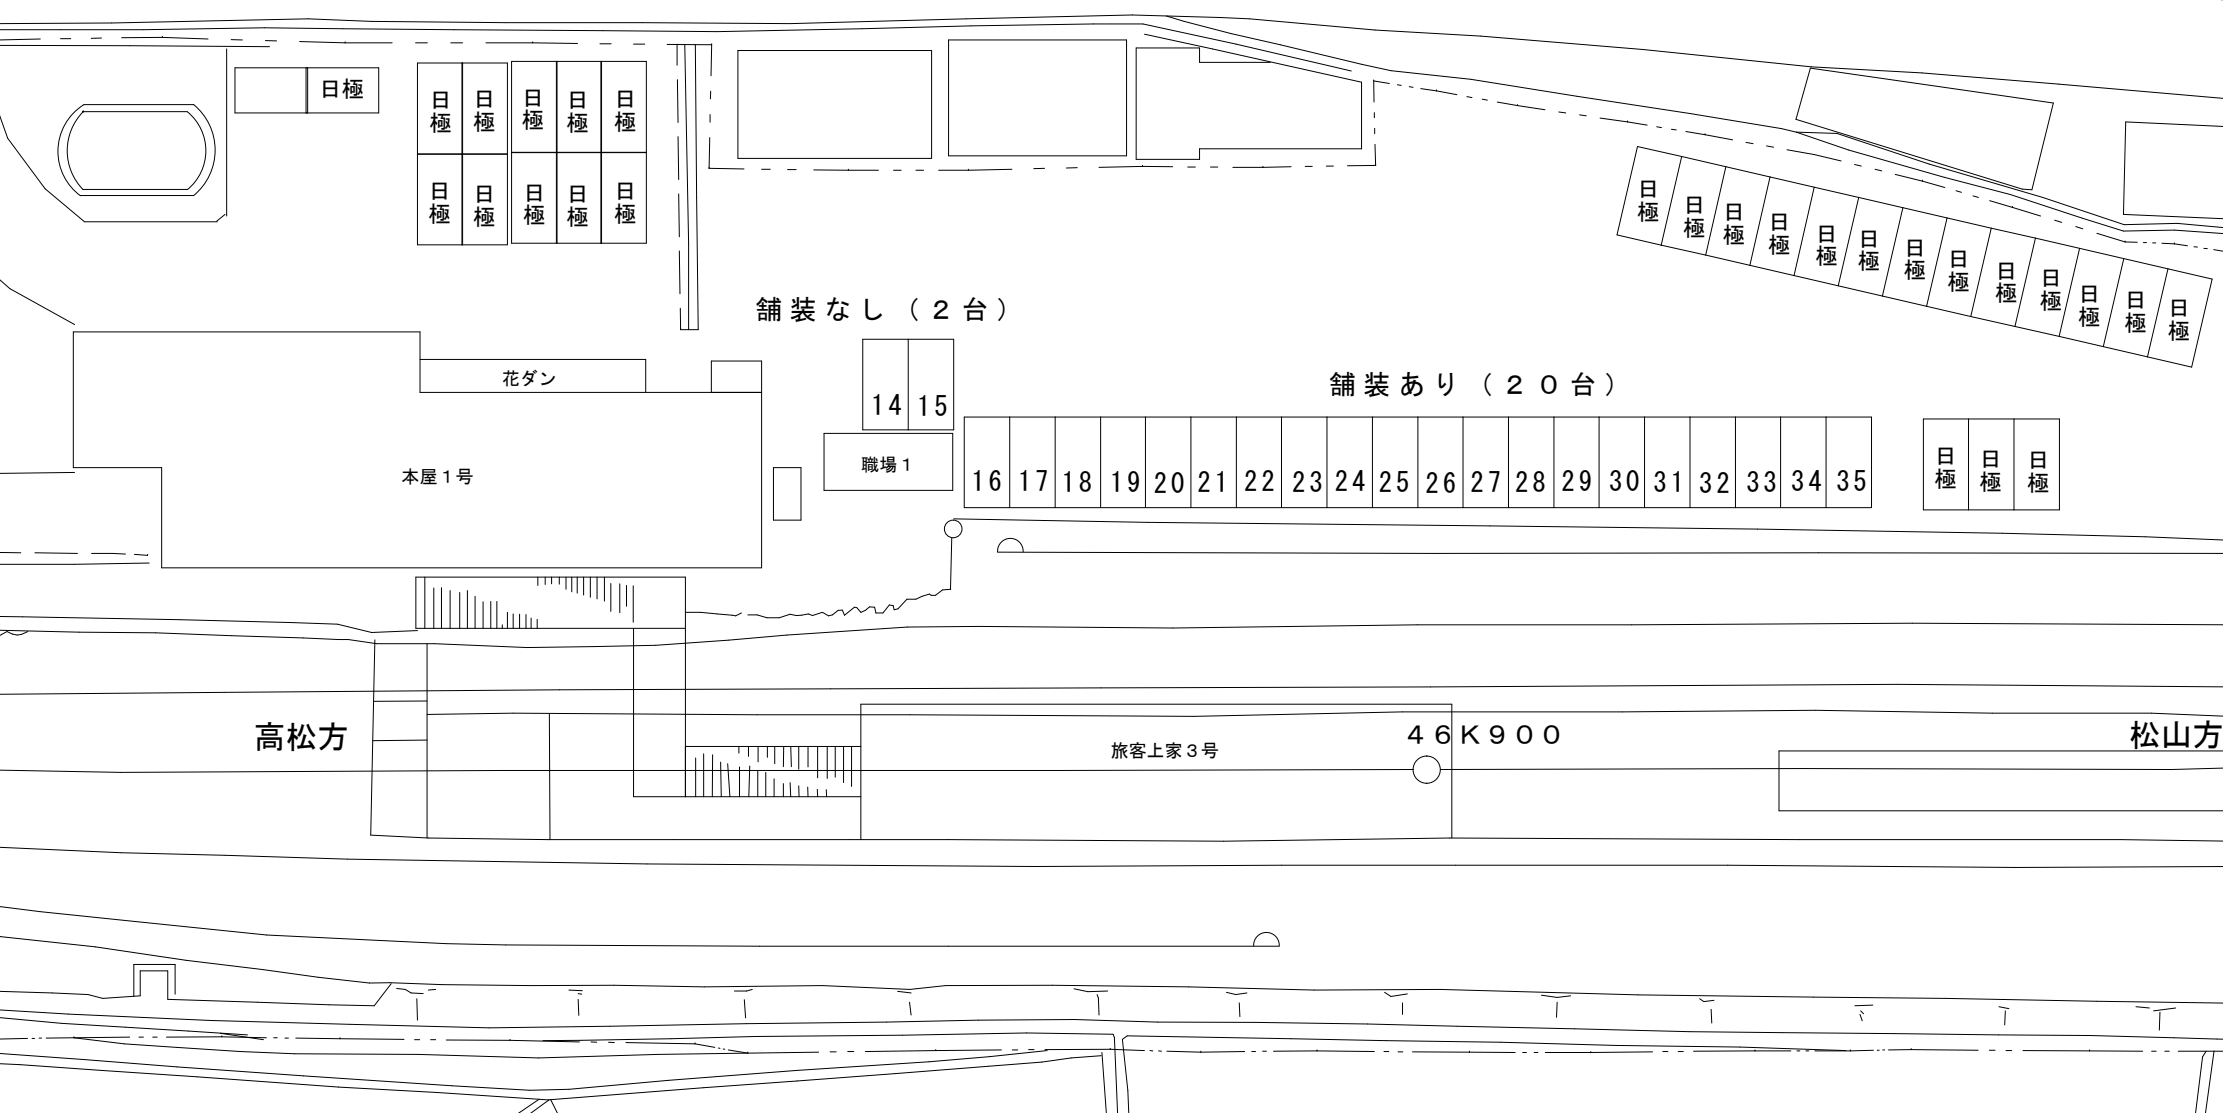 日極
日極 日極 日極 日極 日極
日極 日極 日極 日極 日極
日極 日極 日極 日極 日極 日極 日極 日極 日極 日極 日極 日極 日極
舗装なし（２台）
花ダン
14 15
舗装あり（２０台）
本屋１号
職場１
16 17 18 19 20 21 22 23 24 25 26 27 28 29 30 31 32 33 34 35
日極 日極 日極
高松方
旅客上家３号
４６Ｋ９００
松山方